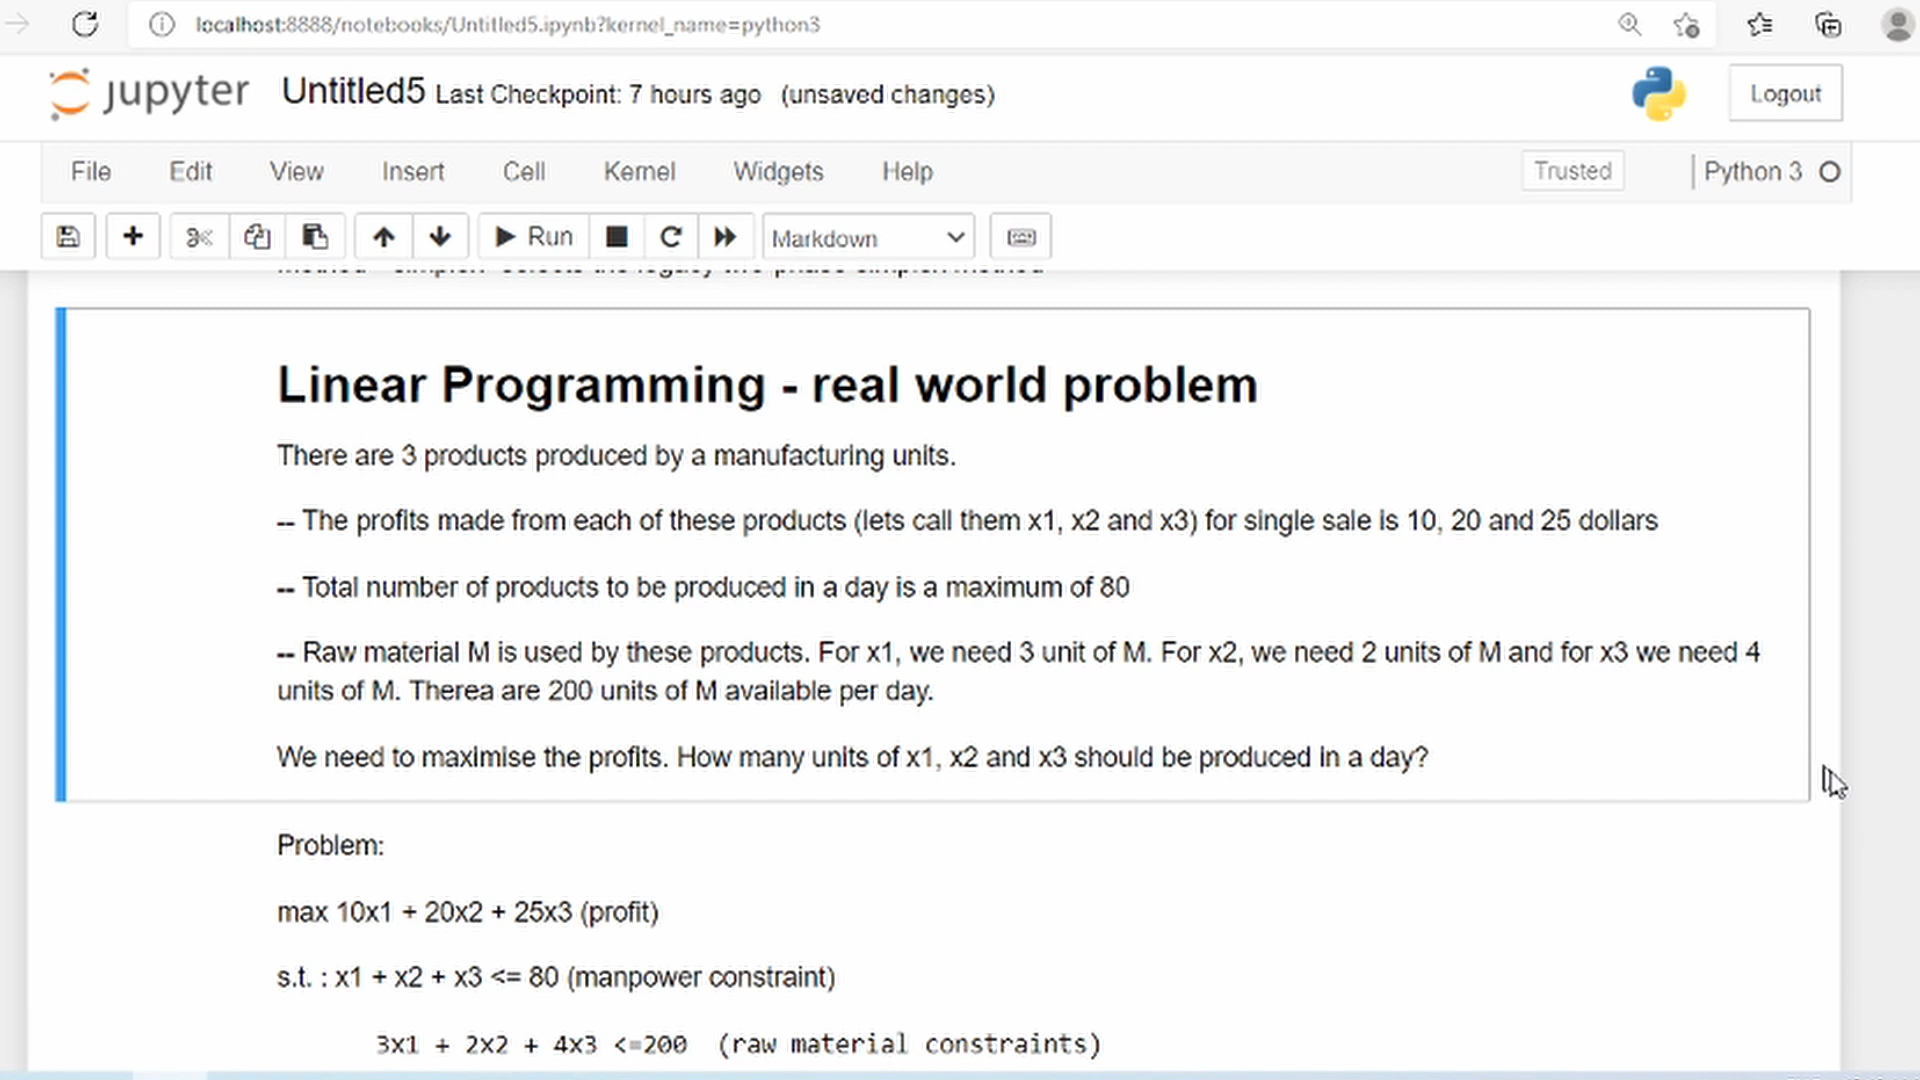 localhost:8888/notebooks/Untitled5.ipynb?kernel_name=python3
jupyter Untitled5 Last Checkpoint: 7 hours ago (unsaved changes) Logout
File Edit View Insert Cell Kernel Widgets Help Trusted Python 3
Run Markdown
Linear Programming - real world problem
There are 3 products produced by a manufacturing units.
-- The profits made from each of these products (lets call them x1, x2 and x3) for single sale is 10, 20 and 25 dollars
-- Total number of products to be produced in a day is a maximum of 80
-- Raw material M is used by these products. For x1, we need 3 unit of M. For x2, we need 2 units of M and for x3 we need 4
units of M. Therea are 200 units of M available per day.
We need to maximise the profits. How many units of x1, x2 and x3 should be produced in a day?
Problem:
max 10x1 + 20x2 + 25x3 (profit)
s.t. : x1 + x2 + x3 <= 80 (manpower constraint)
3x1 + 2x2 + 4x3 <=200 (raw material constraints)